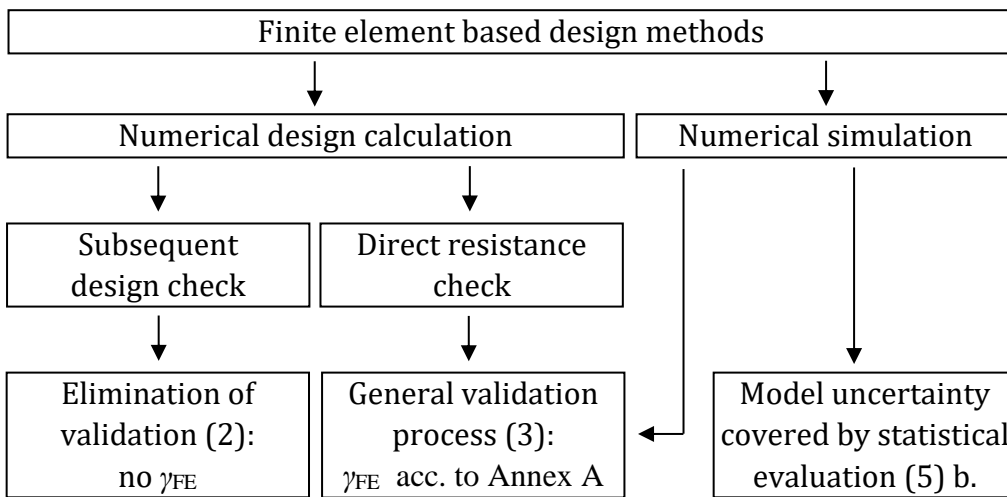 Finite element based design methods
Numerical design calculation
Numerical simulation
Subsequent
design check
Direct resistance
check
Elimination of
validation (2):
no γFE
General validation
process (3):
γFE acc. to Annex A
Model uncertainty
covered by statistical
evaluation (5) b.